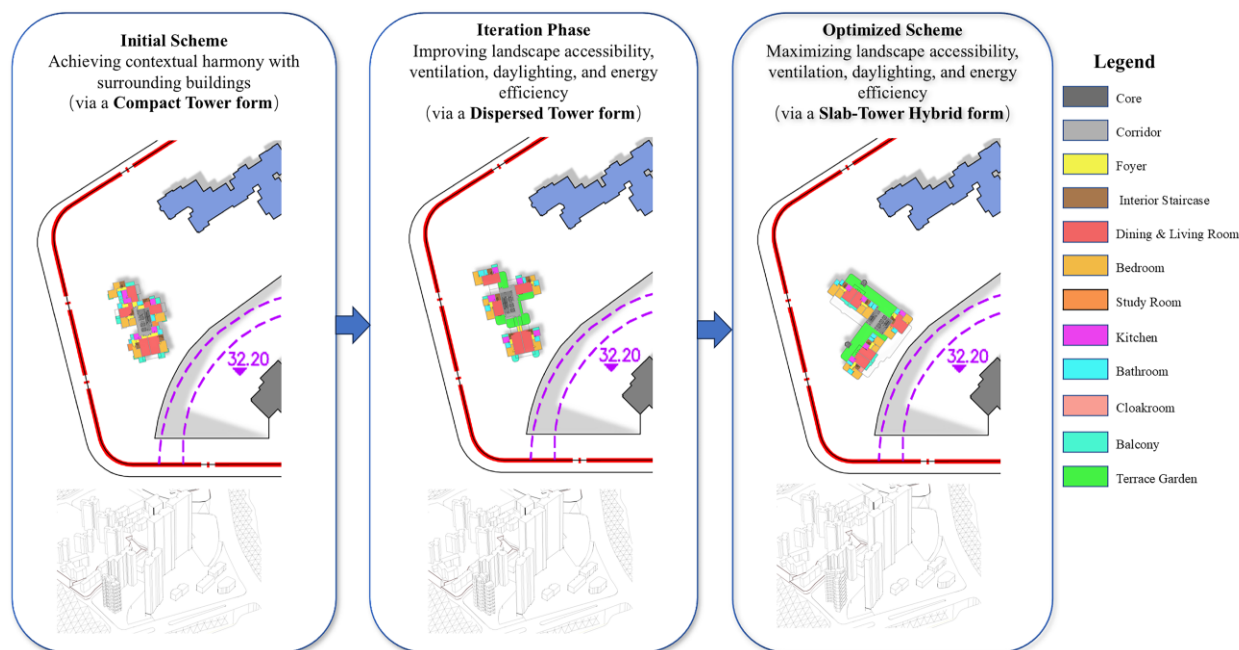 Initial Scheme
Achieving contextual harmony with
surrounding buildings
(via a Compact Tower form)
32.20
Iteration Phase
Improving landscape accessibility,
ventilation, daylighting, and energy
efficiency
(via a Dispersed Tower form)
32.20
Optimized Scheme
Maximizing landscape accessibility,
ventilation, daylighting, and energy
efficiency
(via a Slab-Tower Hybrid form)
32.20
Legend
Core
Corridor
Foyer
Interior Staircase
Dining & Living Room
Bedroom
Study Room
Kitchen
Bathroom
Cloakroom
Balcony
Terrace Garden